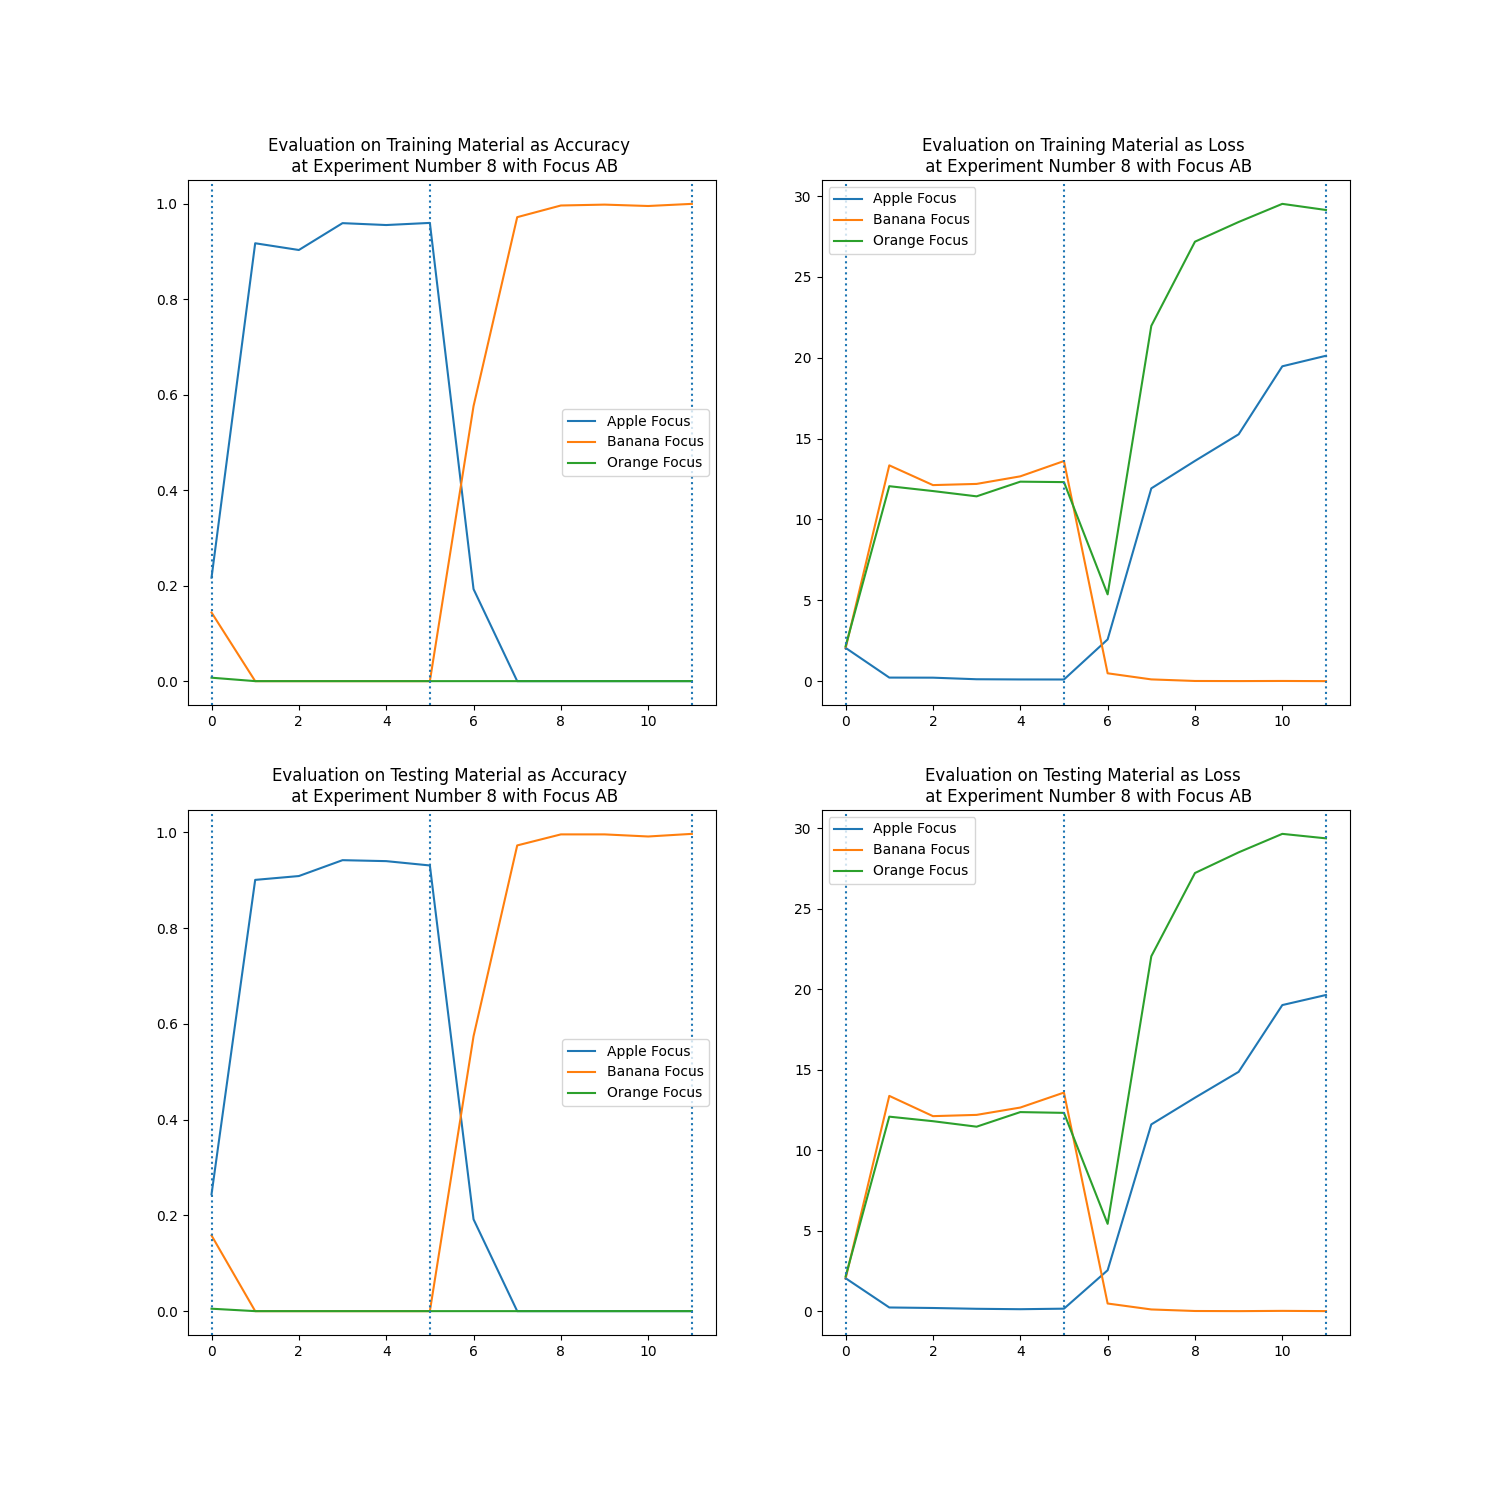 Evaluation on Training Material as Accuracy
at Experiment Number 8 with Focus AB
1.0
0.8
0.6
0.4
0.2
0.0
Apple Focus
Banana Focus
Orange Focus
0 2 4 6 8 10
Evaluation on Training Material as Loss
at Experiment Number 8 with Focus AB
Apple Focus
Banana Focus
Orange Focus
30
25
20
15
10
5
0
0 2 4 6 8 10
Evaluation on Testing Material as Accuracy
at Experiment Number 8 with Focus AB
1.0
0.8
0.6
0.4
0.2
0.0
Apple Focus
Banana Focus
Orange Focus
0 2 4 6 8 10
Evaluation on Testing Material as Loss
at Experiment Number 8 with Focus AB
Apple Focus
Banana Focus
Orange Focus
30
25
20
15
10
5
0
0 2 4 6 8 10